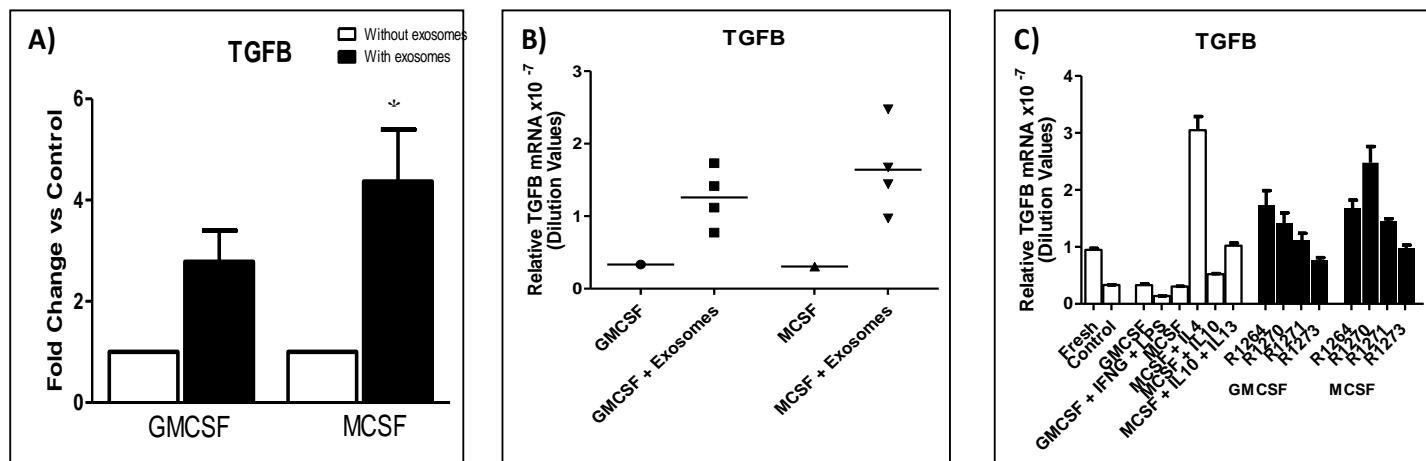 A)
TGFB
Without exosomes
With exosomes
*
Fold Change vs Control
6
4
2
0
GMCSF
MCSF
B)
TGFB
Relative TGFB mRNA x10 -7
(Dilution Values)
3
2
1
0
GMCSF
GMCSF + Exosomes
MCSF
MCSF + Exosomes
C)
TGFB
Relative TGFB mRNA x10 -7
(Dilution Values)
4
3
2
1
0
Fresh
Control
GMCSF
GMCSF + IFNG + LPS
MCSF
MCSF + IL4
MCSF + IL10
MCSF + IL10 + IL13
R1264
R1270
R1271
R1273
R1264
R1270
R1271
R1273
GMCSF
MCSF